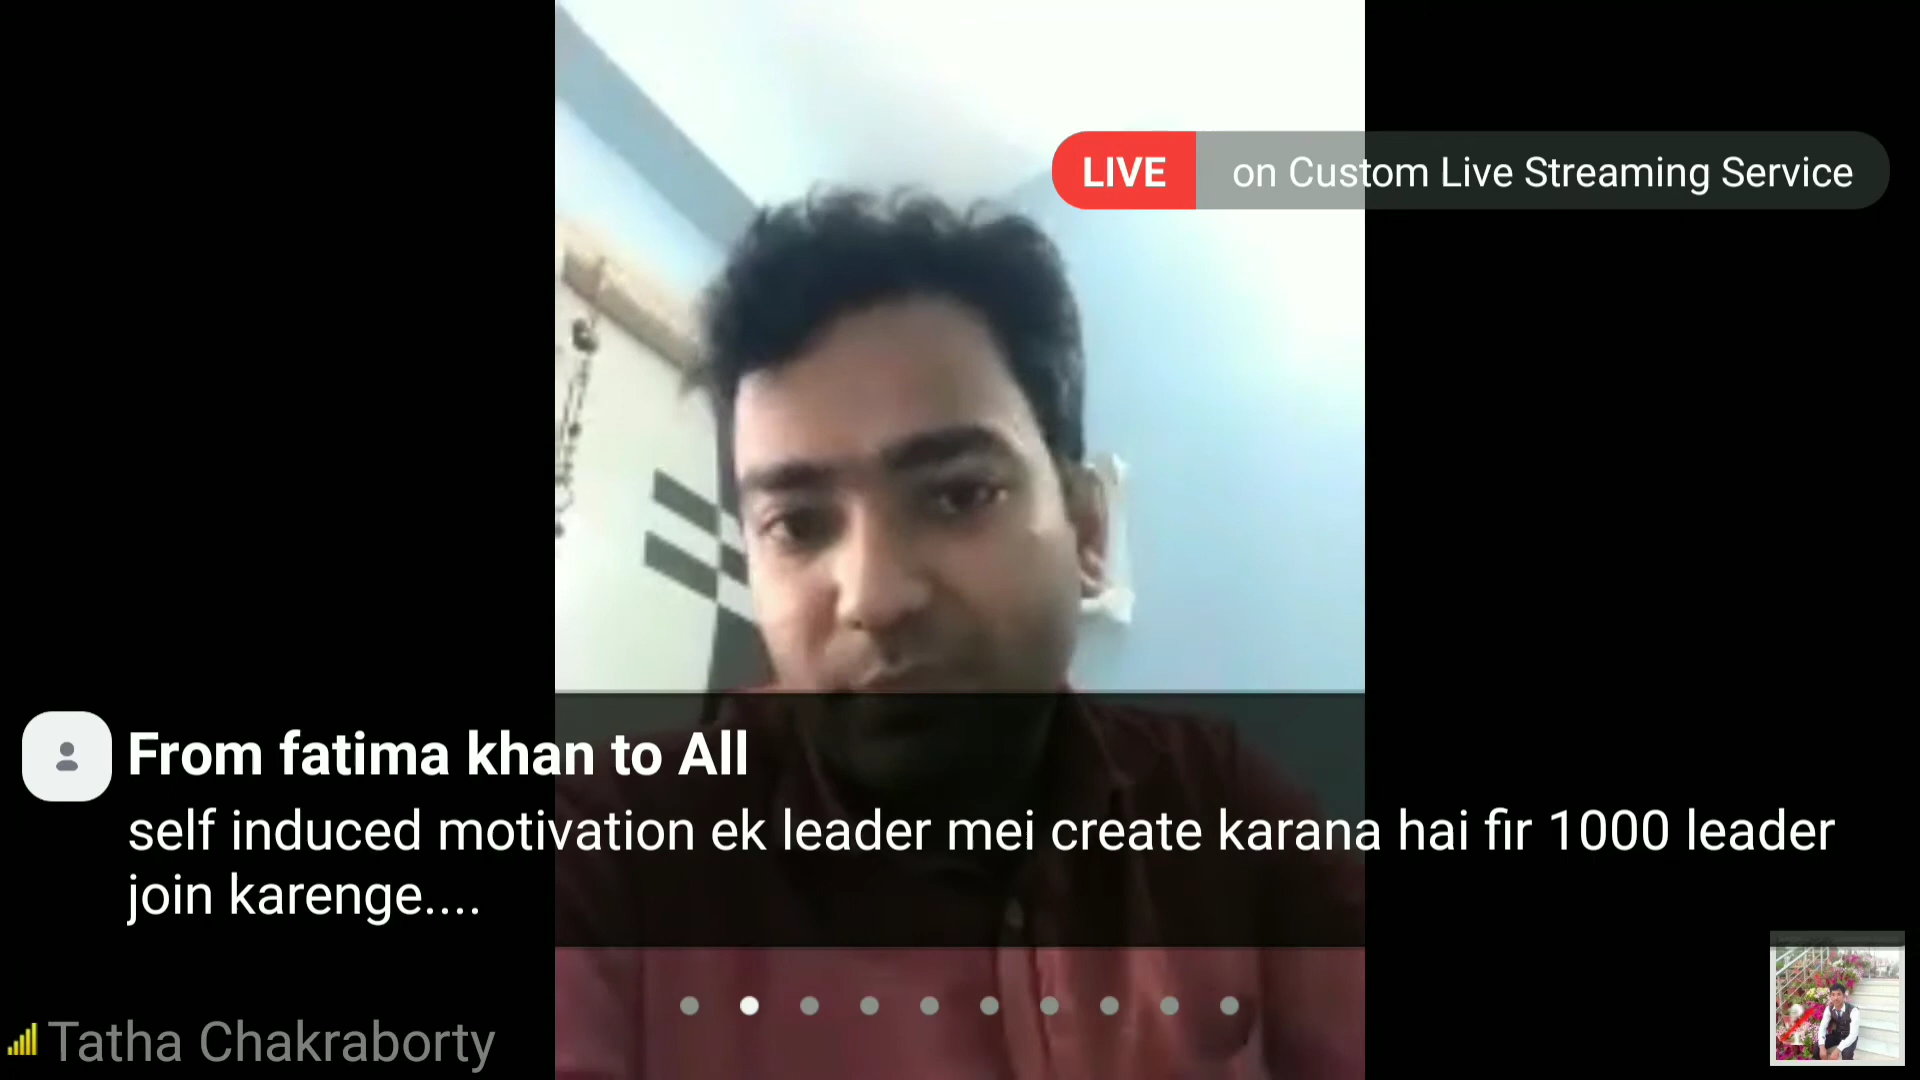 LIVE on Custom Live Streaming Service
From fatima khan to All
self induced motivation ek leader mei create karana hai fir 1000 leader
join karenge....
Tatha Chakraborty